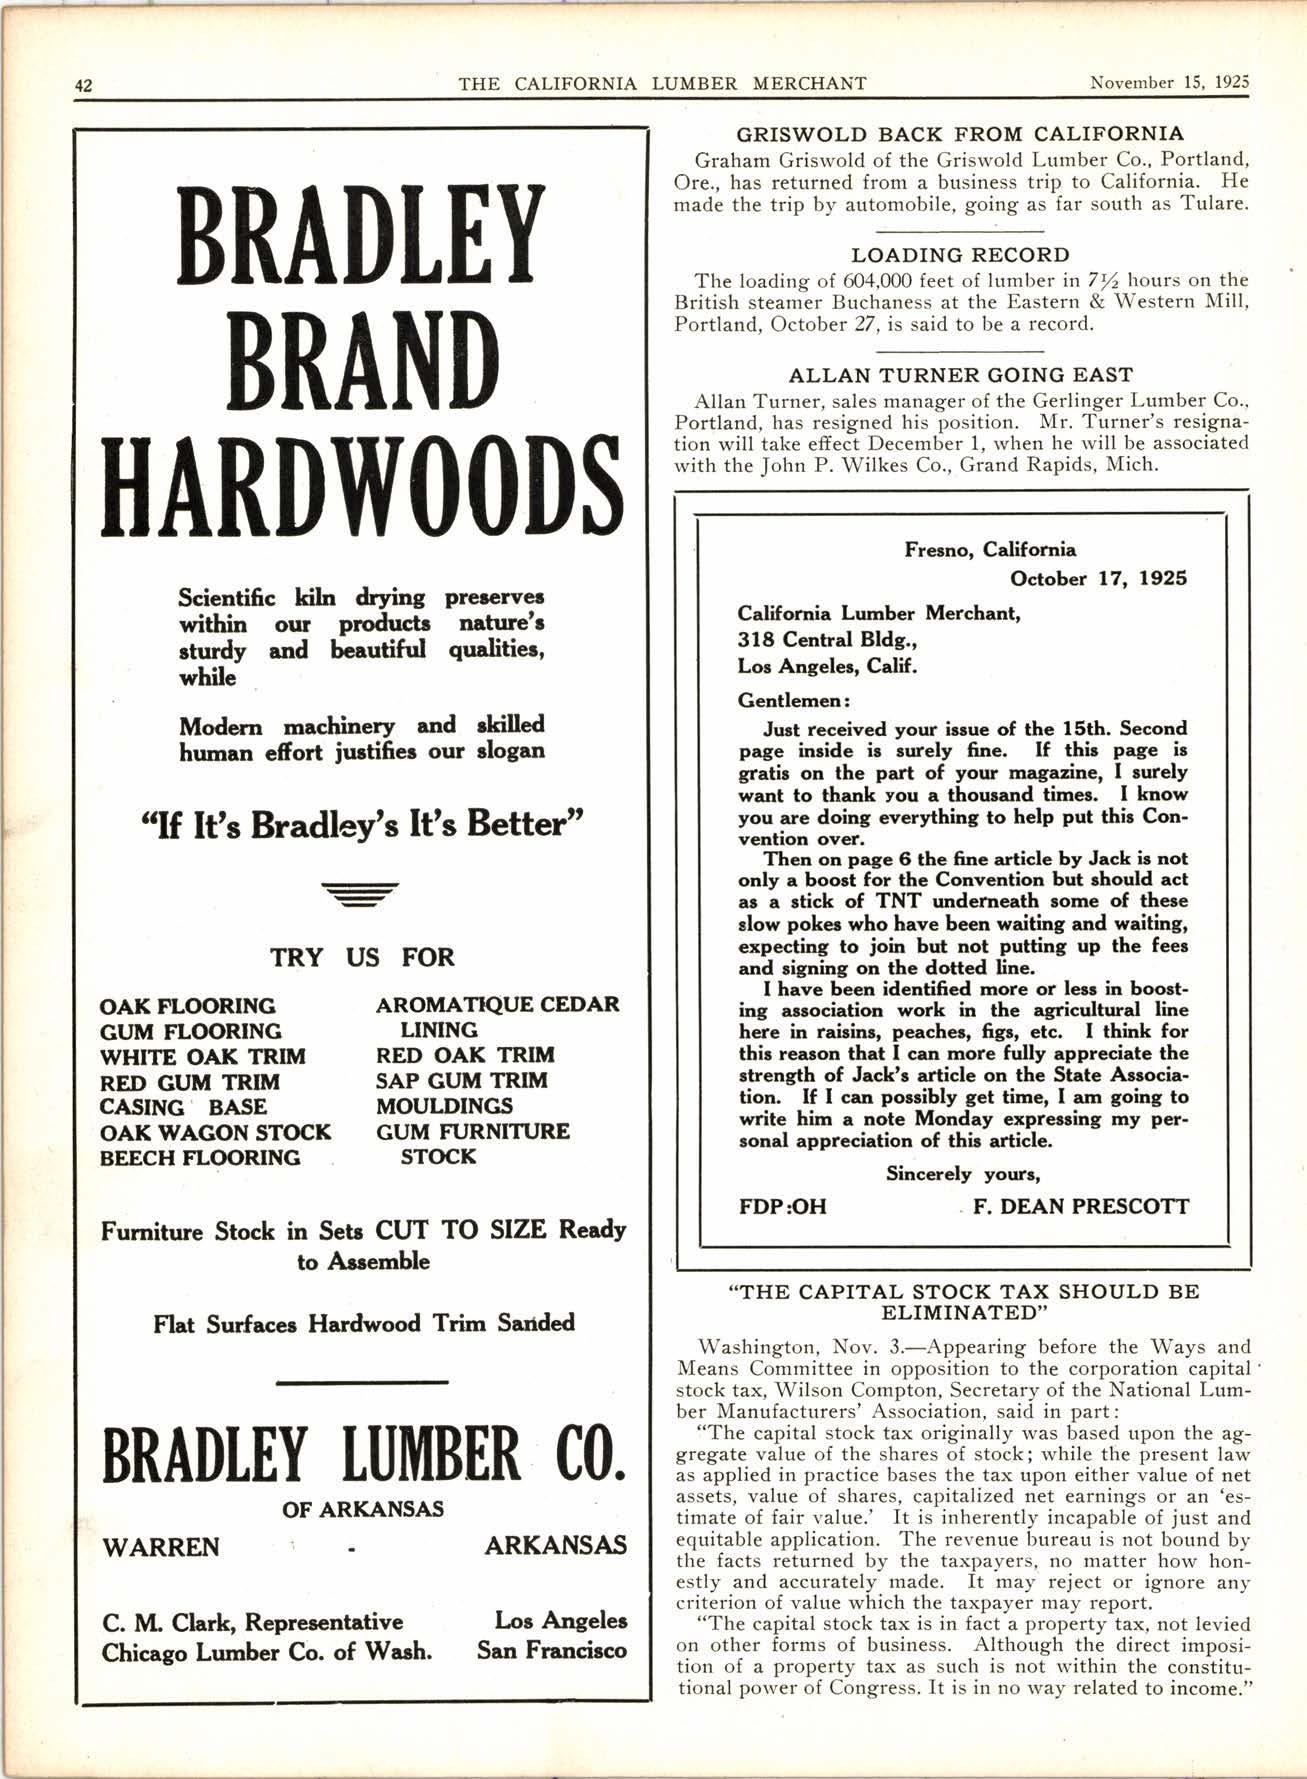 42
THE CALIFORNIA LUMBER MERCHANT
November 15, 1925
BRADLEY
BRAND
HARDWOODS
Scientific kiln drying preserves
within our products nature's
sturdy and beautiful qualities,
while
Modern machinery and skilled
human effort justifies our slogan
"If It's Bradley's It's Better"
TRY US FOR
OAK FLOORING
GUM FLOORING
WHITE OAK TRIM
RED GUM TRIM
CASING BASE
OAK WAGON STOCK
BEECH FLOORING
AROMATIQUE CEDAR
LINING
RED OAK TRIM
SAP GUM TRIM
MOULDINGS
GUM FURNITURE
STOCK
Furniture Stock in Sets CUT TO SIZE Ready
to Assemble
Flat Surfaces Hardwood Trim Sanded
BRADLEY LUMBER CO.
OF ARKANSAS
WARREN - ARKANSAS
C. M. Clark, Representative Los Angeles
Chicago Lumber Co. of Wash. San Francisco
GRISWOLD BACK FROM CALIFORNIA
Graham Griswold of the Griswold Lumber Co., Portland,
Ore., has returned from a business trip to California. He
made the trip by automobile, going as far south as Tulare.
LOADING RECORD
The loading of 604,000 feet of lumber in 7½ hours on the
British steamer Buchaness at the Eastern & Western Mill,
Portland, October 27, is said to be a record.
ALLAN TURNER GOING EAST
Allan Turner, sales manager of the Gerlinger Lumber Co.,
Portland, has resigned his position. Mr. Turner's resigna-
tion will take effect December 1, when he will be associated
with the John P. Wilkes Co., Grand Rapids, Mich.
Fresno, California
October 17, 1925
California Lumber Merchant,
318 Central Bldg.,
Los Angeles, Calif.
Gentlemen:
Just received your issue of the 15th. Second
page inside is surely fine. If this page is
gratis on the part of your magazine, I surely
want to thank you a thousand times. I know
you are doing everything to help put this Con-
vention over.
Then on page 6 the fine article by Jack is not
only a boost for the Convention but should act
as a stick of TNT underneath some of these
slow pokes who have been waiting and waiting,
expecting to join but not putting up the fees
and signing on the dotted line.
I have been identified more or less in boost-
ing association work in the agricultural line
here in raisins, peaches, figs, etc. I think for
this reason that I can more fully appreciate the
strength of Jack's article on the State Associa-
tion. If I can possibly get time, I am going to
write him a note Monday expressing my per-
sonal appreciation of this article.
Sincerely yours,
FDP:OH F. DEAN PRESCOTT
"THE CAPITAL STOCK TAX SHOULD BE
ELIMINATED"
Washington, Nov. 3.—Appearing before the Ways and
Means Committee in opposition to the corporation capital
stock tax, Wilson Compton, Secretary of the National Lum-
ber Manufacturers' Association, said in part:
"The capital stock tax originally was based upon the ag-
gregate value of the shares of stock; while the present law
as applied in practice bases the tax upon either value of net
assets, value of shares, capitalized net earnings or an 'es-
timate of fair value.' It is inherently incapable of just and
equitable application. The revenue bureau is not bound by
the facts returned by the taxpayers, no matter how hon-
estly and accurately made. It may reject or ignore any
criterion of value which the taxpayer may report.
"The capital stock tax is in fact a property tax, not levied
on other forms of business. Although the direct imposi-
tion of a property tax as such is not within the constitu-
tional power of Congress. It is in no way related to income."